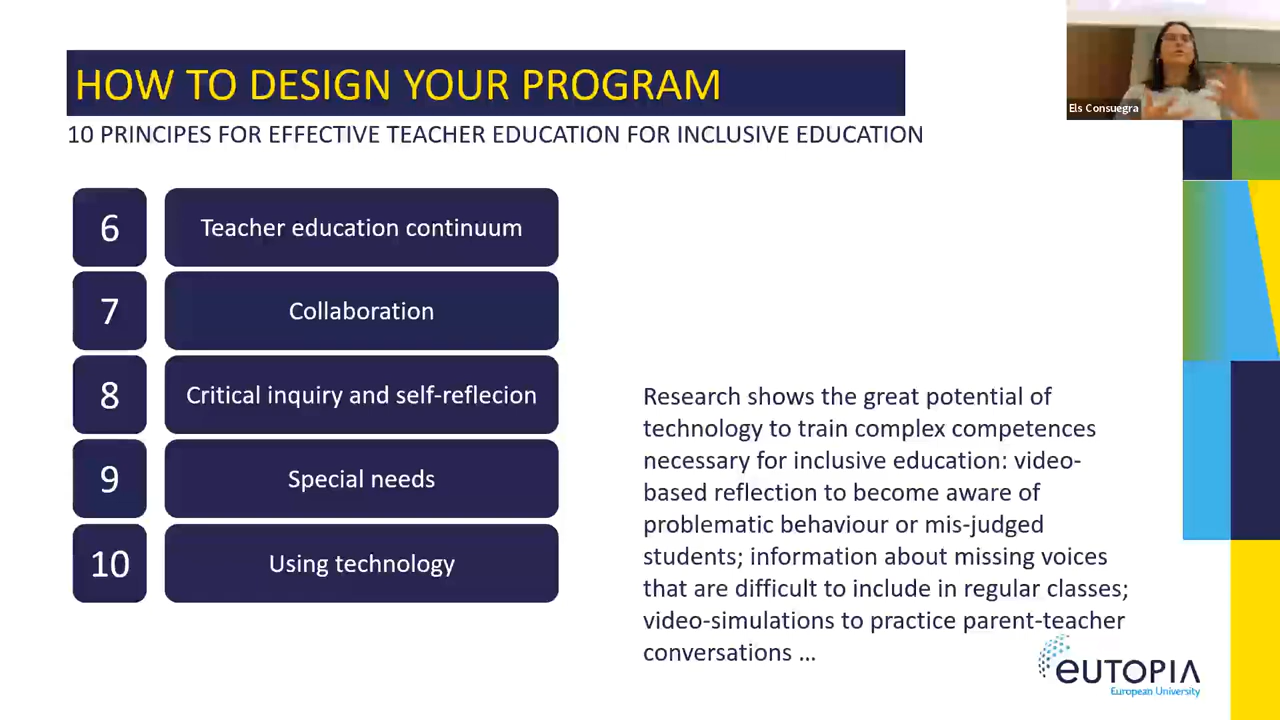 HOW TO DESIGN YOUR PROGRAM
10 PRINCIPES FOR EFFECTIVE TEACHER EDUCATION FOR INCLUSIVE EDUCATION
Els Consuegra
6 Teacher education continuum
7 Collaboration
8 Critical inquiry and self-reflecion
9 Special needs
10 Using technology
Research shows the great potential of
technology to train complex competences
necessary for inclusive education: video-
based reflection to become aware of
problematic behaviour or mis-judged
students; information about missing voices
that are difficult to include in regular classes;
video-simulations to practice parent-teacher
conversations ...
EUTOPIA
European University